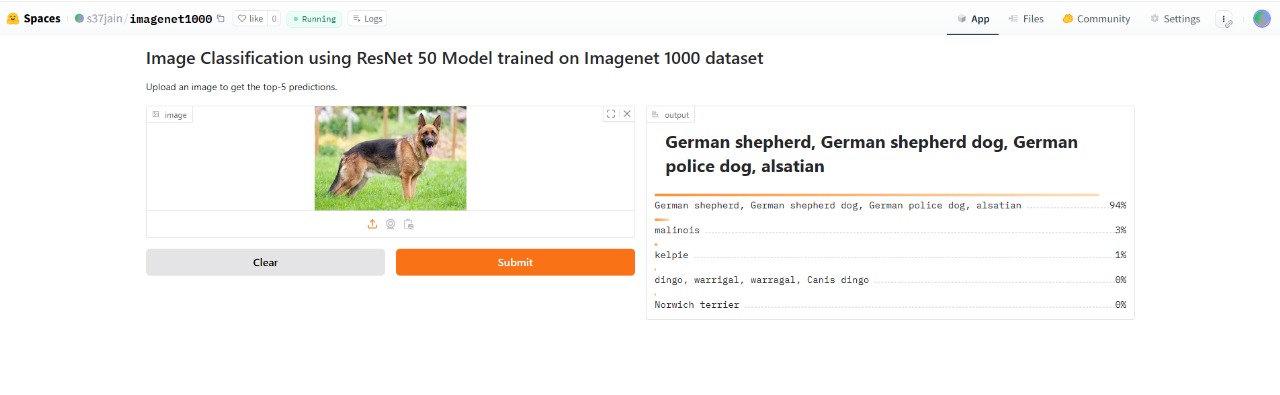 Spaces s37jain/imagenet1000 like 0 Running Logs App Files Community Settings
Image Classification using ResNet 50 Model trained on Imagenet 1000 dataset
Upload an image to get the top-5 predictions.
image
Clear Submit
output
German shepherd, German shepherd dog, German
police dog, alsatian
German shepherd, German shepherd dog, German police dog, alsatian 94%
malinois 3%
kelpie 1%
dingo, warrigal, warragal, Canis dingo 0%
Norwich terrier 0%